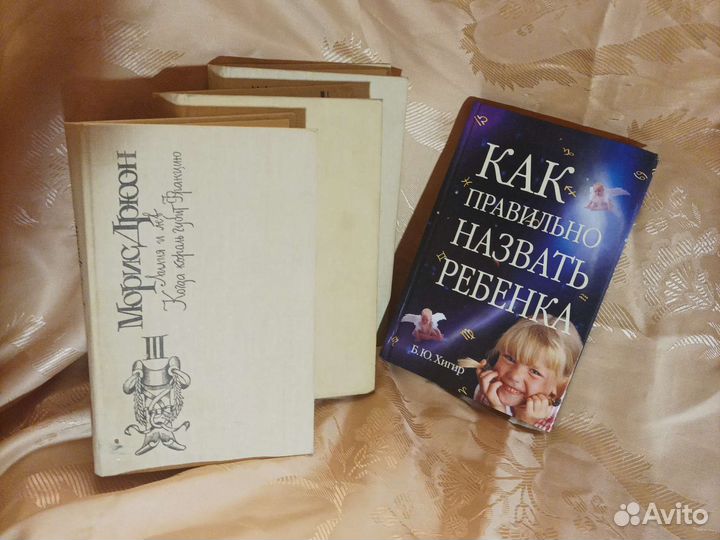 Морис Дрюон
Лилия и лев
Когда король губит Францию
III
КАК
ПРАВИЛЬНО
НАЗВАТЬ
РЕБЕНКА
Б.Ю. Хигир
Avito